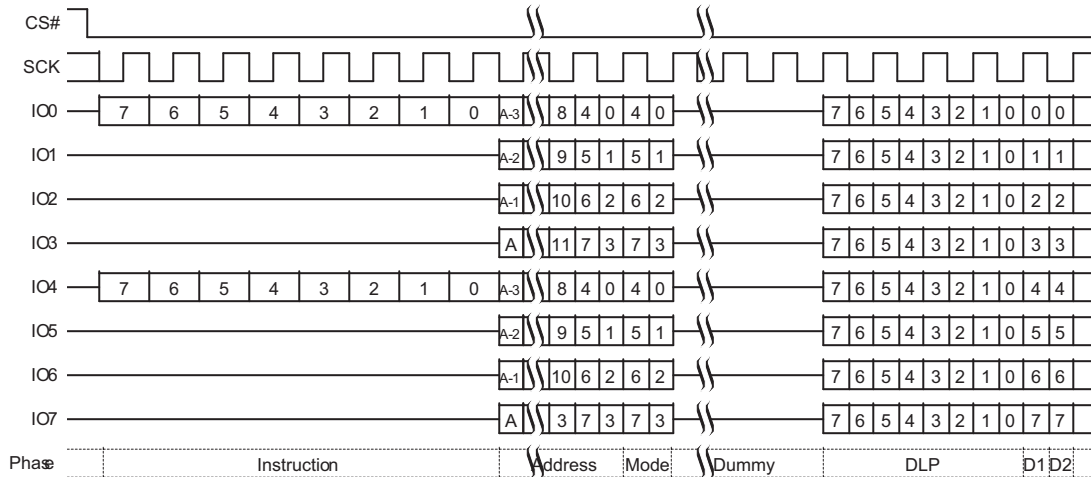 CS#
SCK
IO0 7 6 5 4 3 2 1 0 A-3 8 4 0 4 0 7 6 5 4 3 2 1 0 0 0
IO1 A-2 9 5 1 5 1 7 6 5 4 3 2 1 0 1 1
IO2 A-1 10 6 2 6 2 7 6 5 4 3 2 1 0 2 2
IO3 A 11 7 3 7 3 7 6 5 4 3 2 1 0 3 3
IO4 7 6 5 4 3 2 1 0 A-3 8 4 0 4 0 7 6 5 4 3 2 1 0 4 4
IO5 A-2 9 5 1 5 1 7 6 5 4 3 2 1 0 5 5
IO6 A-1 10 6 2 6 2 7 6 5 4 3 2 1 0 6 6
IO7 A 3 7 3 7 3 7 6 5 4 3 2 1 0 7 7
Phase Instruction Address Mode Dummy DLP D1 D2